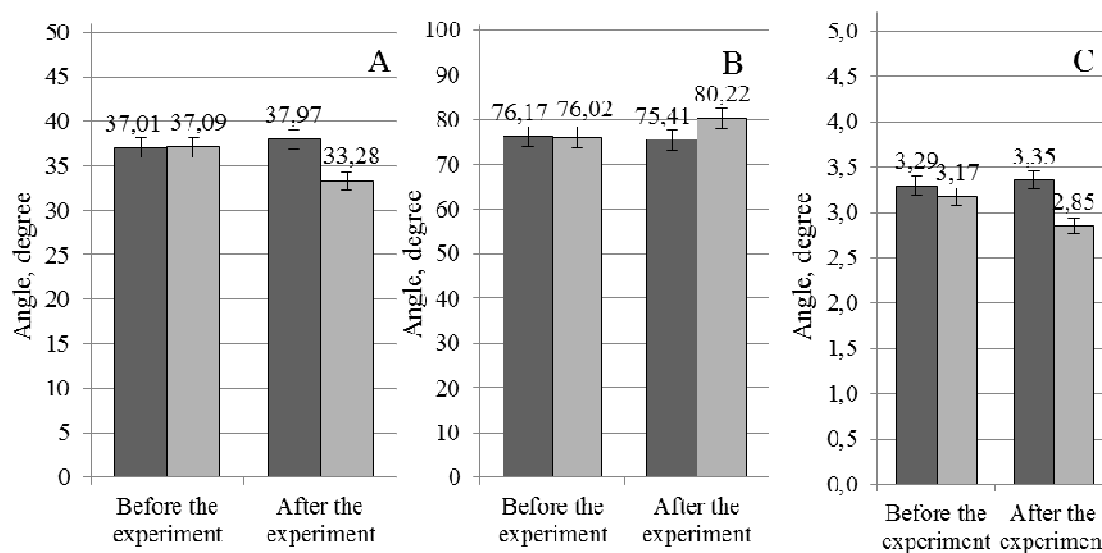 A
Angle, degree
50
45
40
35
30
25
20
15
10
5
0
37,01
37,09
37,97
33,28
Before the
experiment
After the
experiment
B
Angle, degree
100
90
80
70
60
50
40
30
20
10
0
76,17
76,02
75,41
80,22
Before the
experiment
After the
experiment
C
Angle, degree
5,0
4,5
4,0
3,5
3,0
2,5
2,0
1,5
1,0
0,5
0,0
3,29
3,17
3,35
2,85
Before the
experiment
After the
experimen